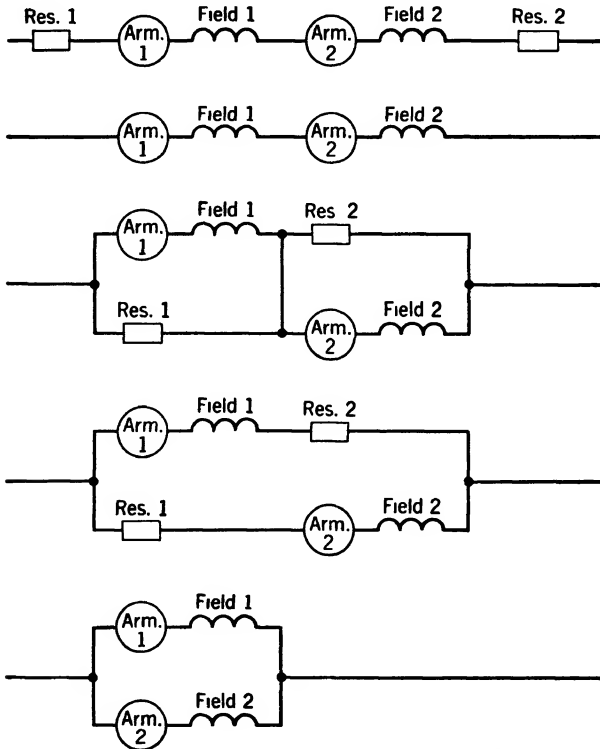 Res. 1
Field 1
Field 2
Res. 2
Arm.
1
Arm.
2
Field 1
Field 2
Arm.
1
Arm.
2
Field 1
Res 2
Arm.
1
Res. 1
Field 2
Arm.
2
Field 1
Res. 2
Arm.
1
Res. 1
Field 2
Arm.
2
Field 1
Arm.
1
Field 2
Arm.
2